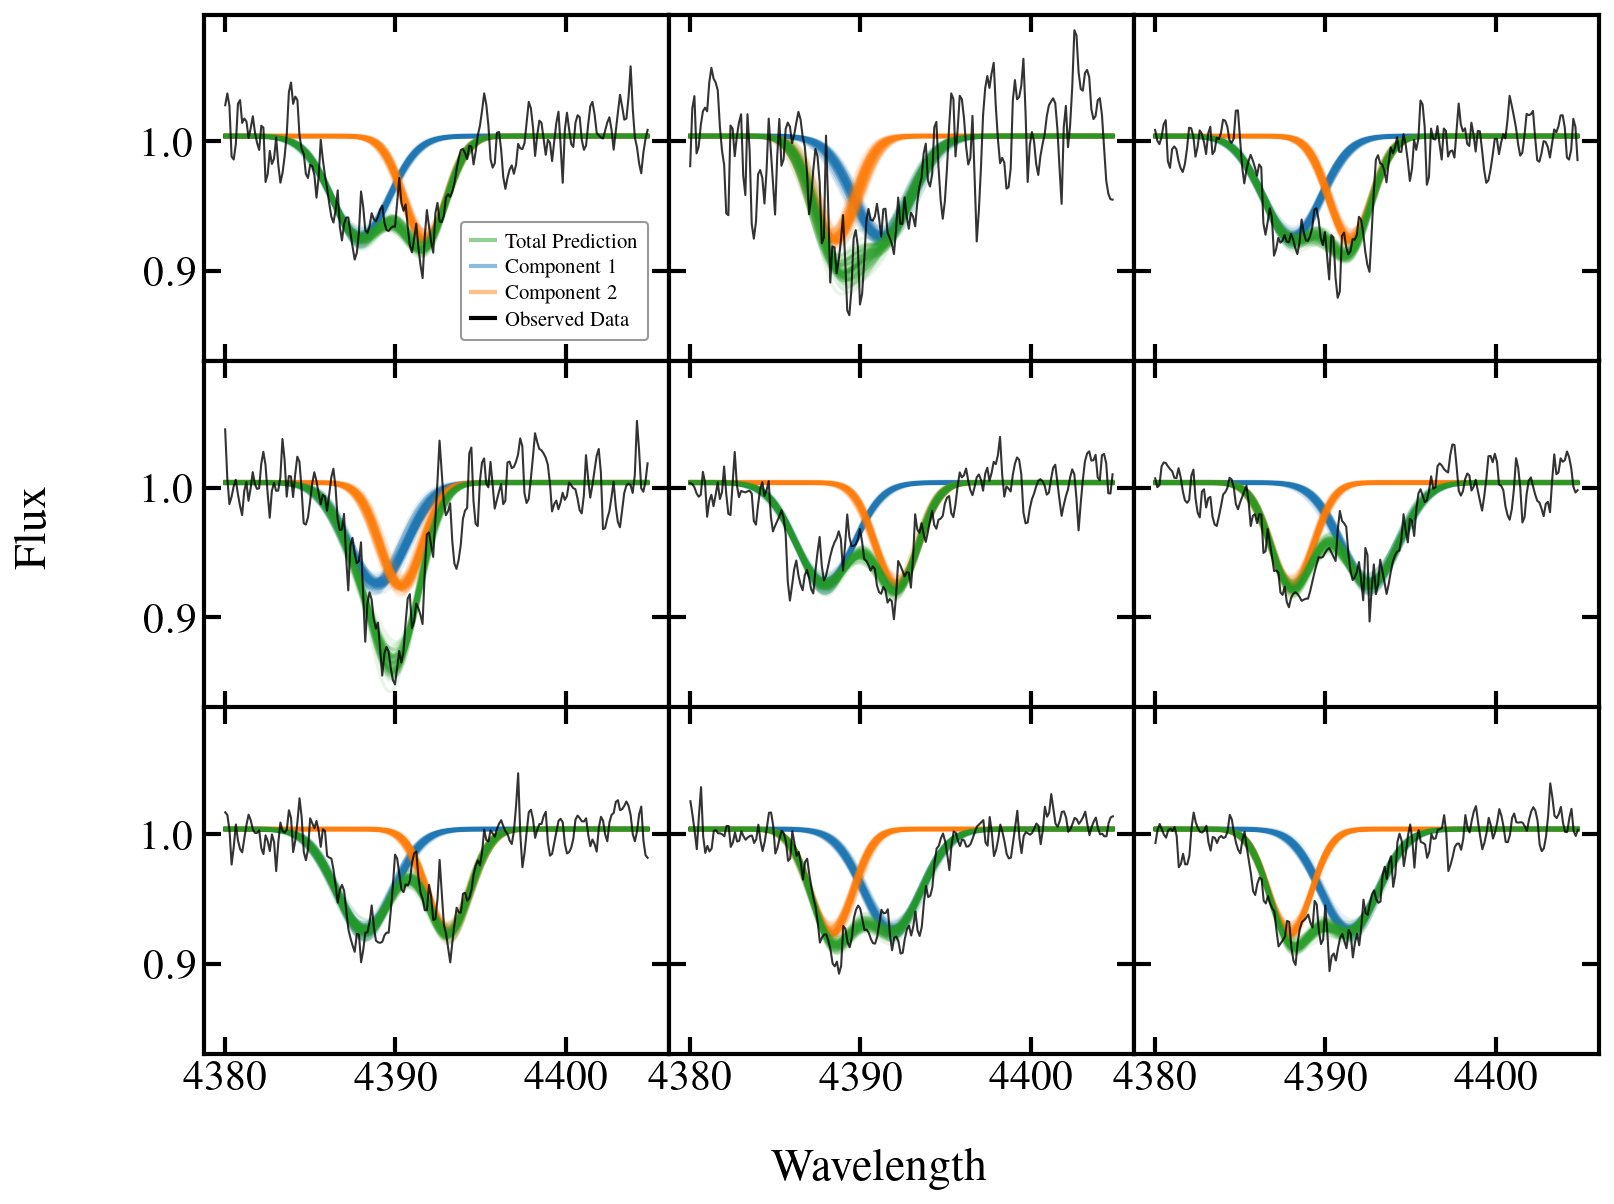 1.0
0.9
Total Prediction
Component 1
Component 2
Observed Data
1.0
0.9
Flux
1.0
0.9
4380 4390 4400 4380 4390 4400 4380 4390 4400
Wavelength